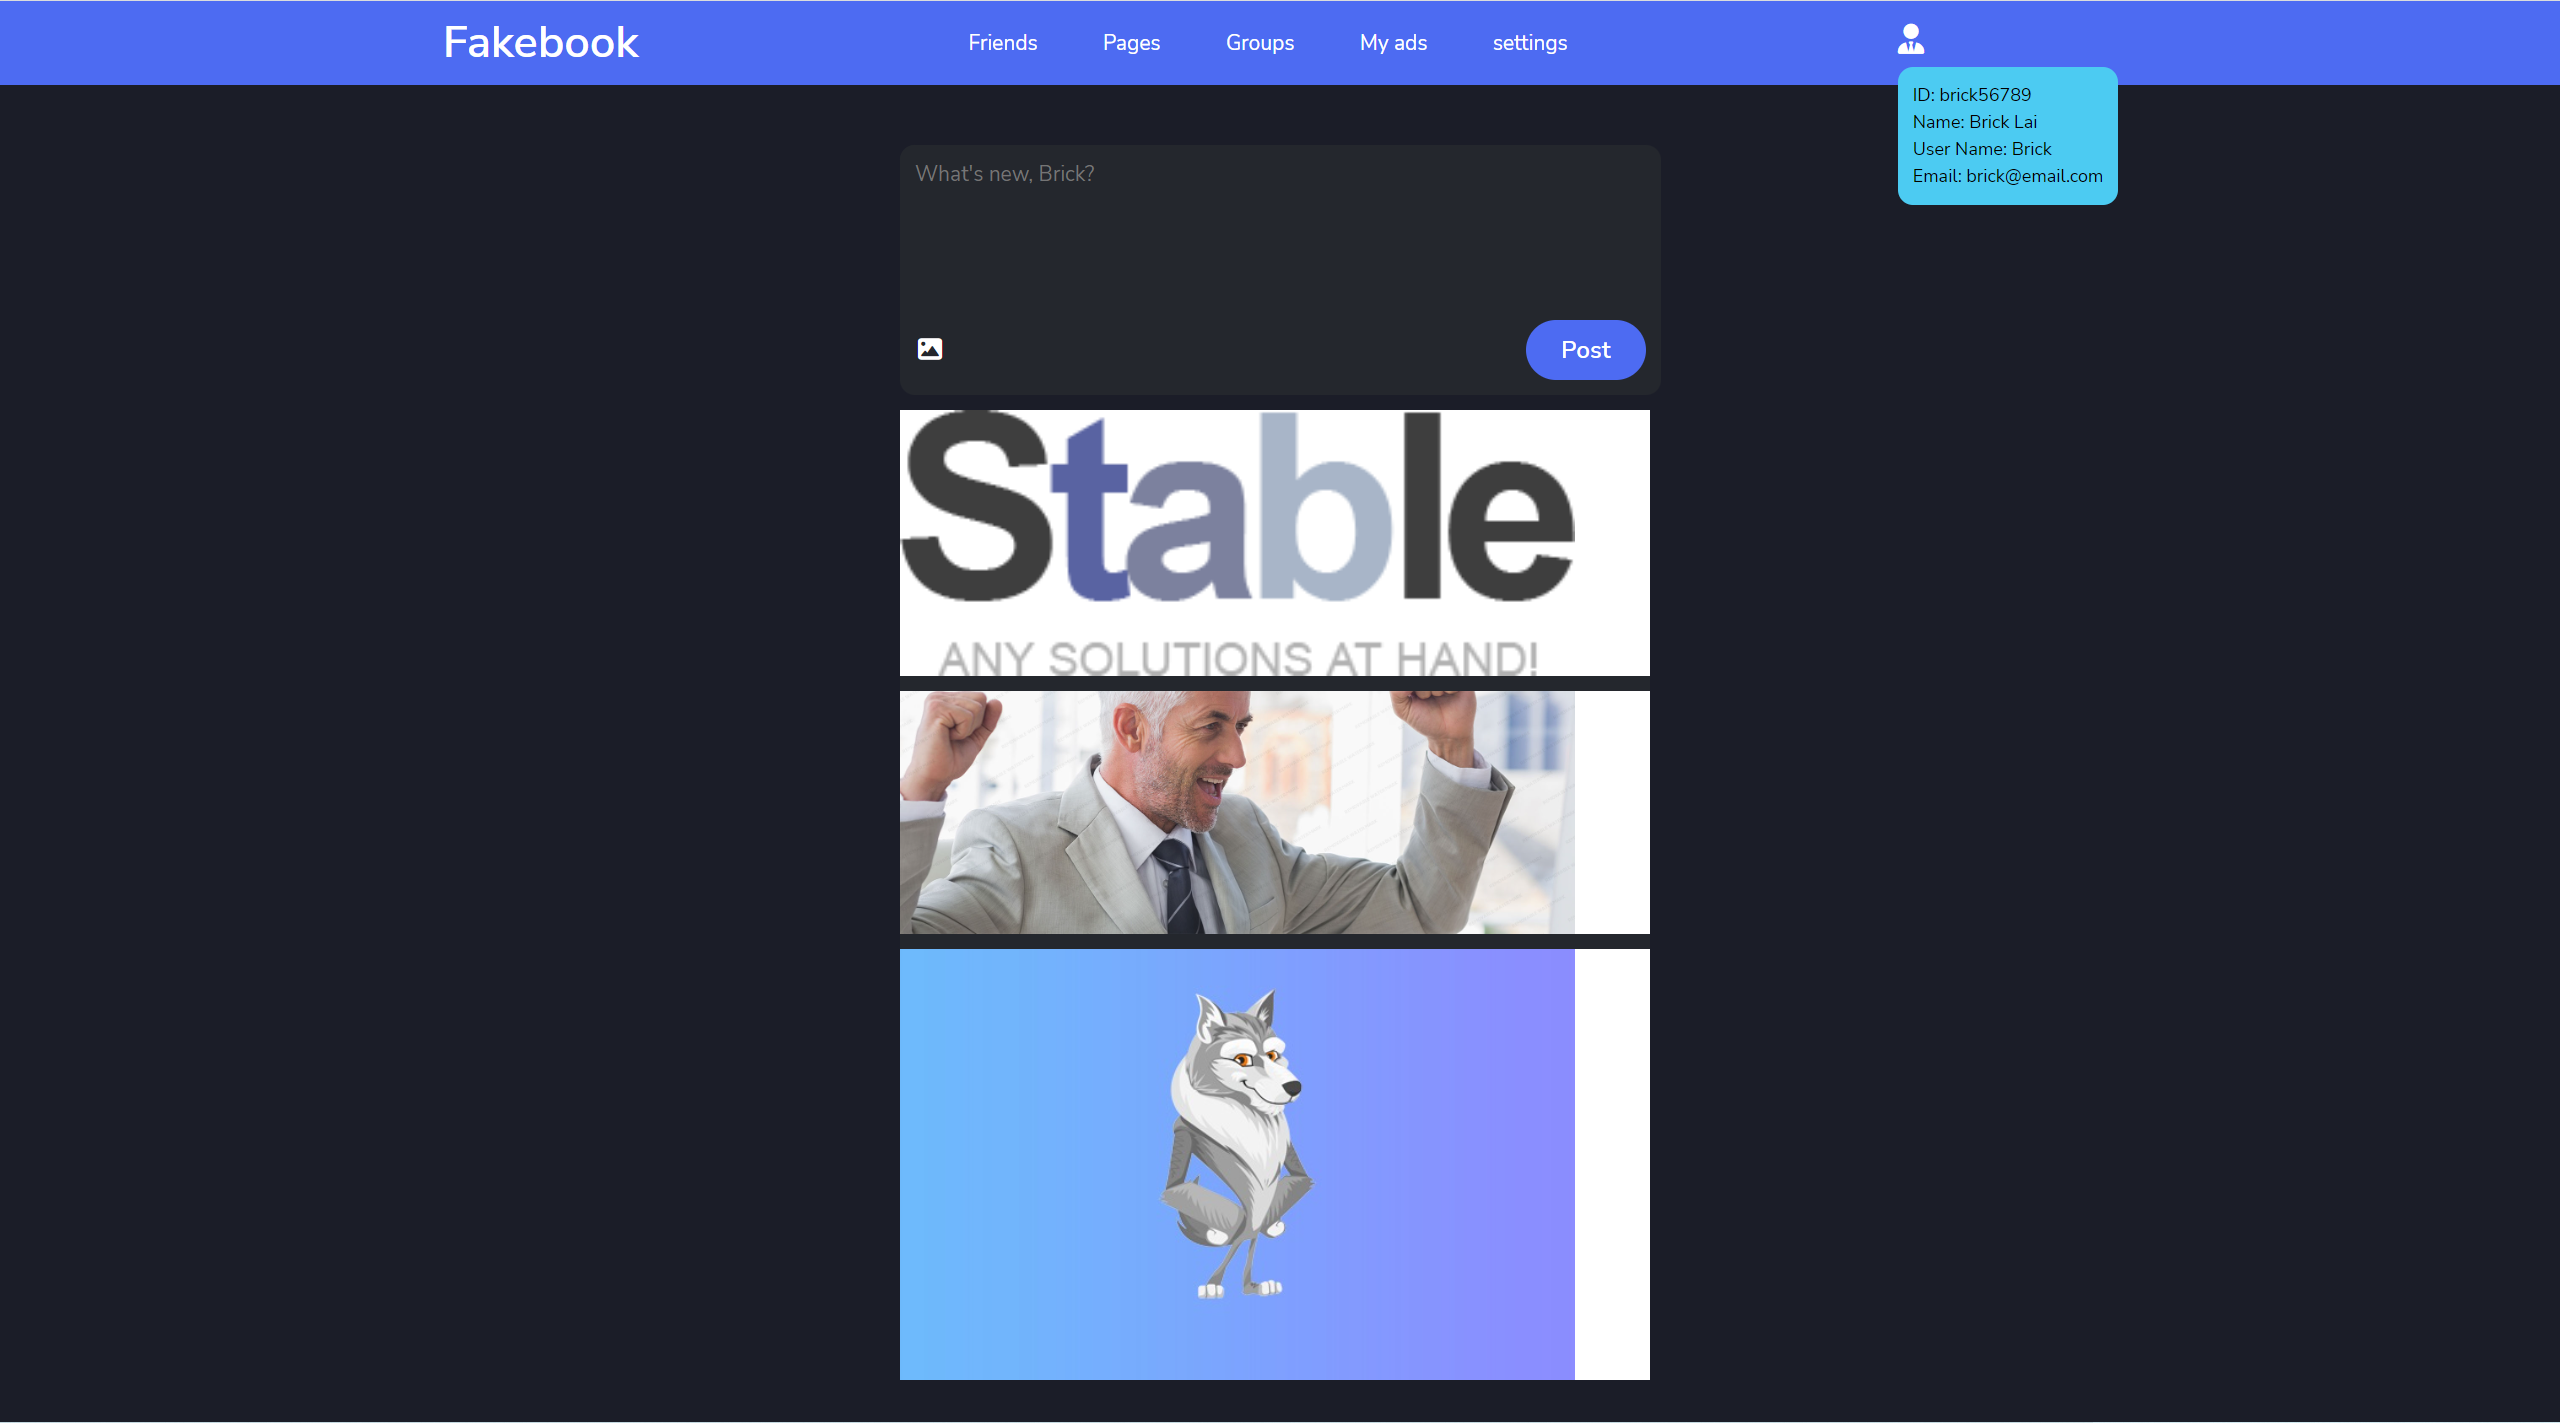 Fakebook
Friends
Pages
Groups
My ads
settings
ID: brick56789
Name: Brick Lai
User Name: Brick
Email: brick@email.com
What's new, Brick?
Post
Stable
ANY SOLUTIONS AT HAND!